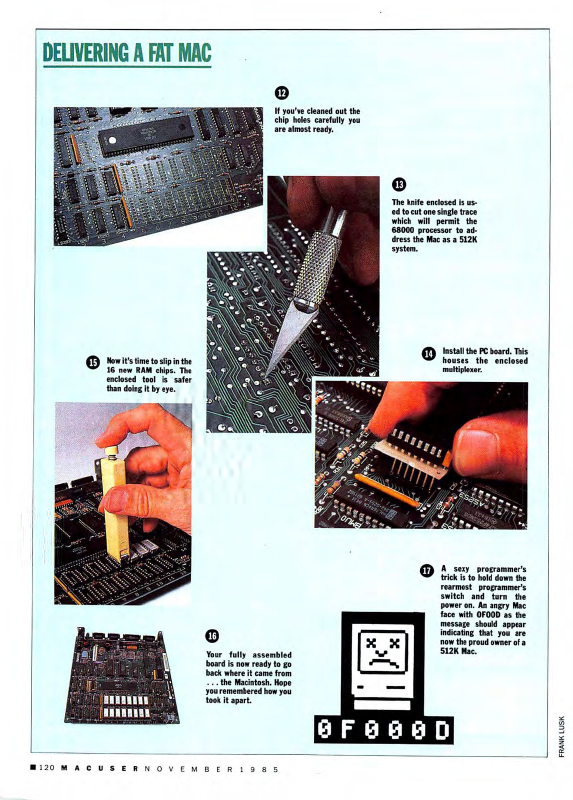 DELIVERING A FAT MAC
12
If you've cleaned out the
chip holes carefully you
are almost ready.
13
The knife enclosed is us-
ed to cut one single trace
which will permit the
68000 processor to ad-
dress the Mac as a 512K
system.
14
Install the PC board. This
houses the enclosed
multiplexer.
15
Now it's time to slip in the
16 new RAM chips. The
enclosed tool is safer
than doing it by eye.
16
Your fully assembled
board is now ready to go
back where it came from
. . . the Macintosh. Hope
you remembered how you
took it apart.
17
A sexy programmer's
trick is to hold down the
rearmost programmer's
switch and turn the
power on. An angry Mac
face with 0F00D as the
message should appear
indicating that you are
now the proud owner of a
512K Mac.
0F000D
FRANK LUSK
120 MACUSER NOVEMBER 1985